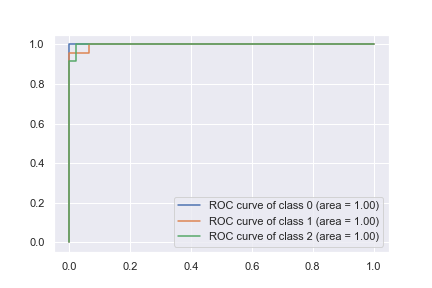 1.0
0.8
0.6
0.4
0.2
0.0
ROC curve of class 0 (area = 1.00)
ROC curve of class 1 (area = 1.00)
ROC curve of class 2 (area = 1.00)
0.0 0.2 0.4 0.6 0.8 1.0